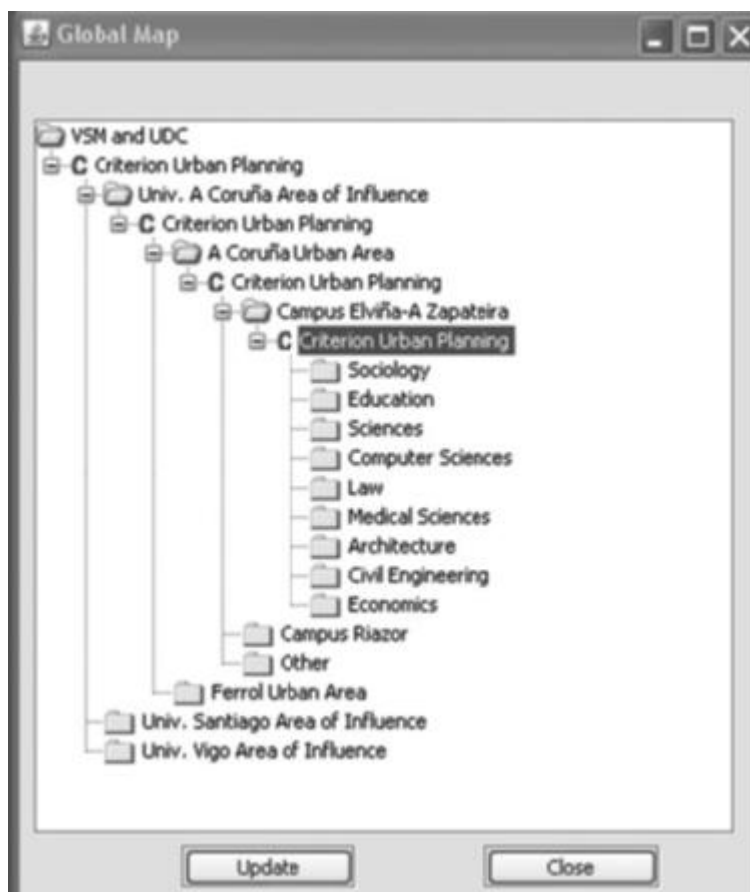 Global Map
VSM and UDC
C Criterion Urban Planning
Univ. A Coruña Area of Influence
C Criterion Urban Planning
A Coruña Urban Area
C Criterion Urban Planning
Campus Elviña-A Zapateira
C Criterion Urban Planning
Sociology
Education
Sciences
Computer Sciences
Law
Medical Sciences
Architecture
Civil Engineering
Economics
Campus Riazor
Other
Ferrol Urban Area
Univ. Santiago Area of Influence
Univ. Vigo Area of Influence
Update Close